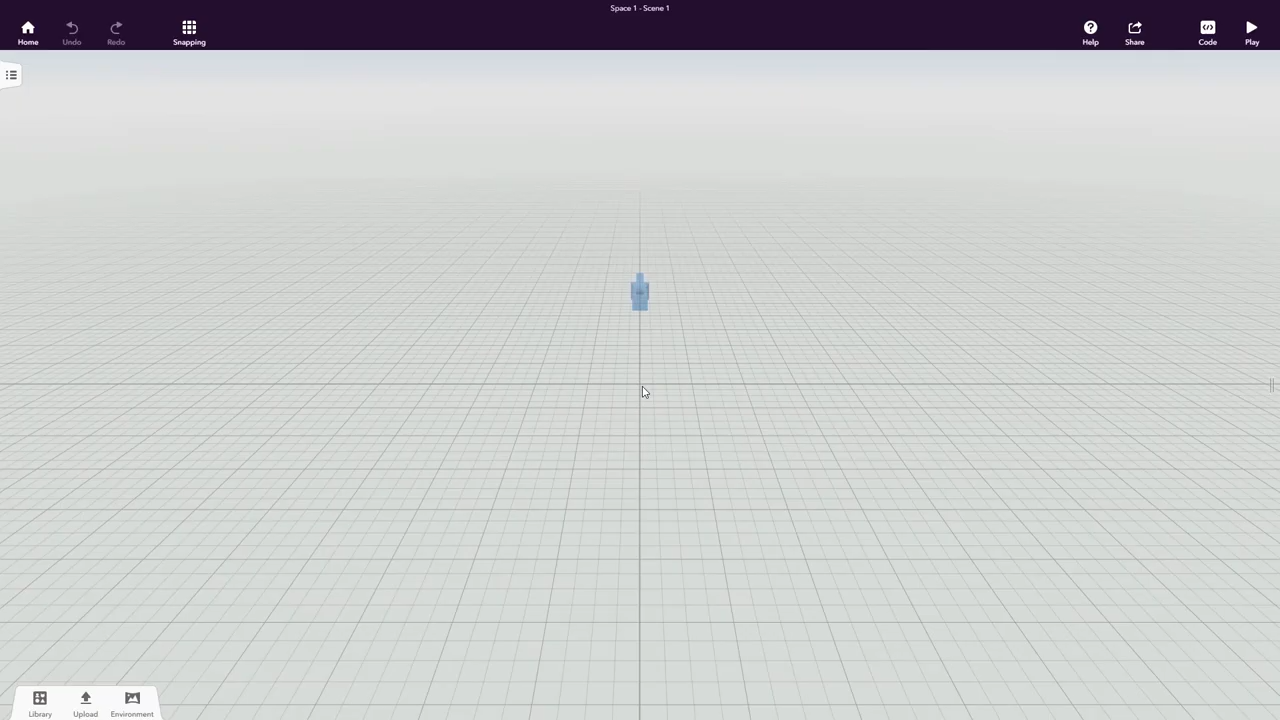 Space 1 - Scene 1
Home
Undo
Redo
Snapping
Help
Share
Code
Play
Library
Upload
Environment